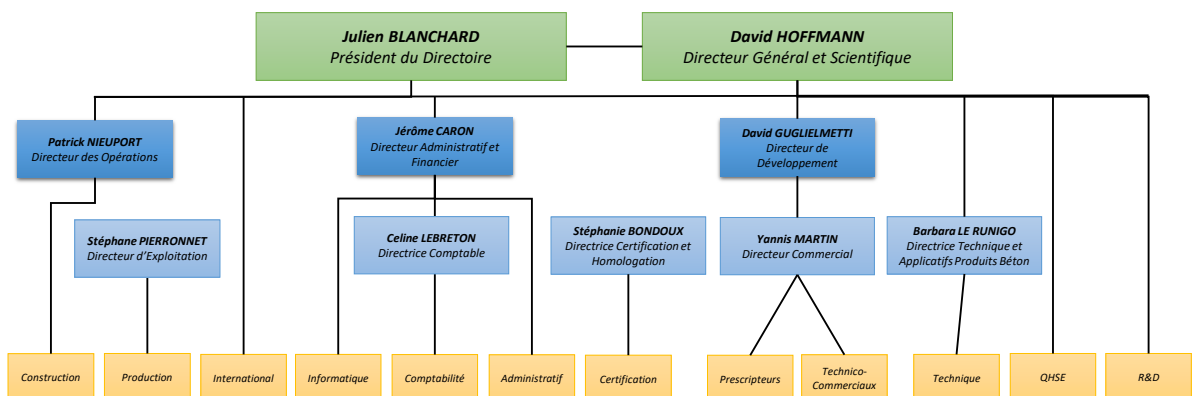 Julien BLANCHARD
Président du Directoire
David HOFFMANN
Directeur Général et Scientifique
Patrick NIEUPORT
Directeur des Opérations
Jérôme CARON
Directeur Administratif et
Financier
David GUGLIELMETTI
Directeur de
Développement
Stéphane PIERRONNET
Directeur d'Exploitation
Celine LEBRETON
Directrice Comptable
Stéphanie BONDOUX
Directrice Certification et
Homologation
Yannis MARTIN
Directeur Commercial
Barbara LE RUNIGO
Directrice Technique et
Applicatifs Produits Béton
Construction
Production
International
Informatique
Comptabilité
Administratif
Certification
Prescripteurs
Technico-
Commerciaux
Technique
QHSE
R&D